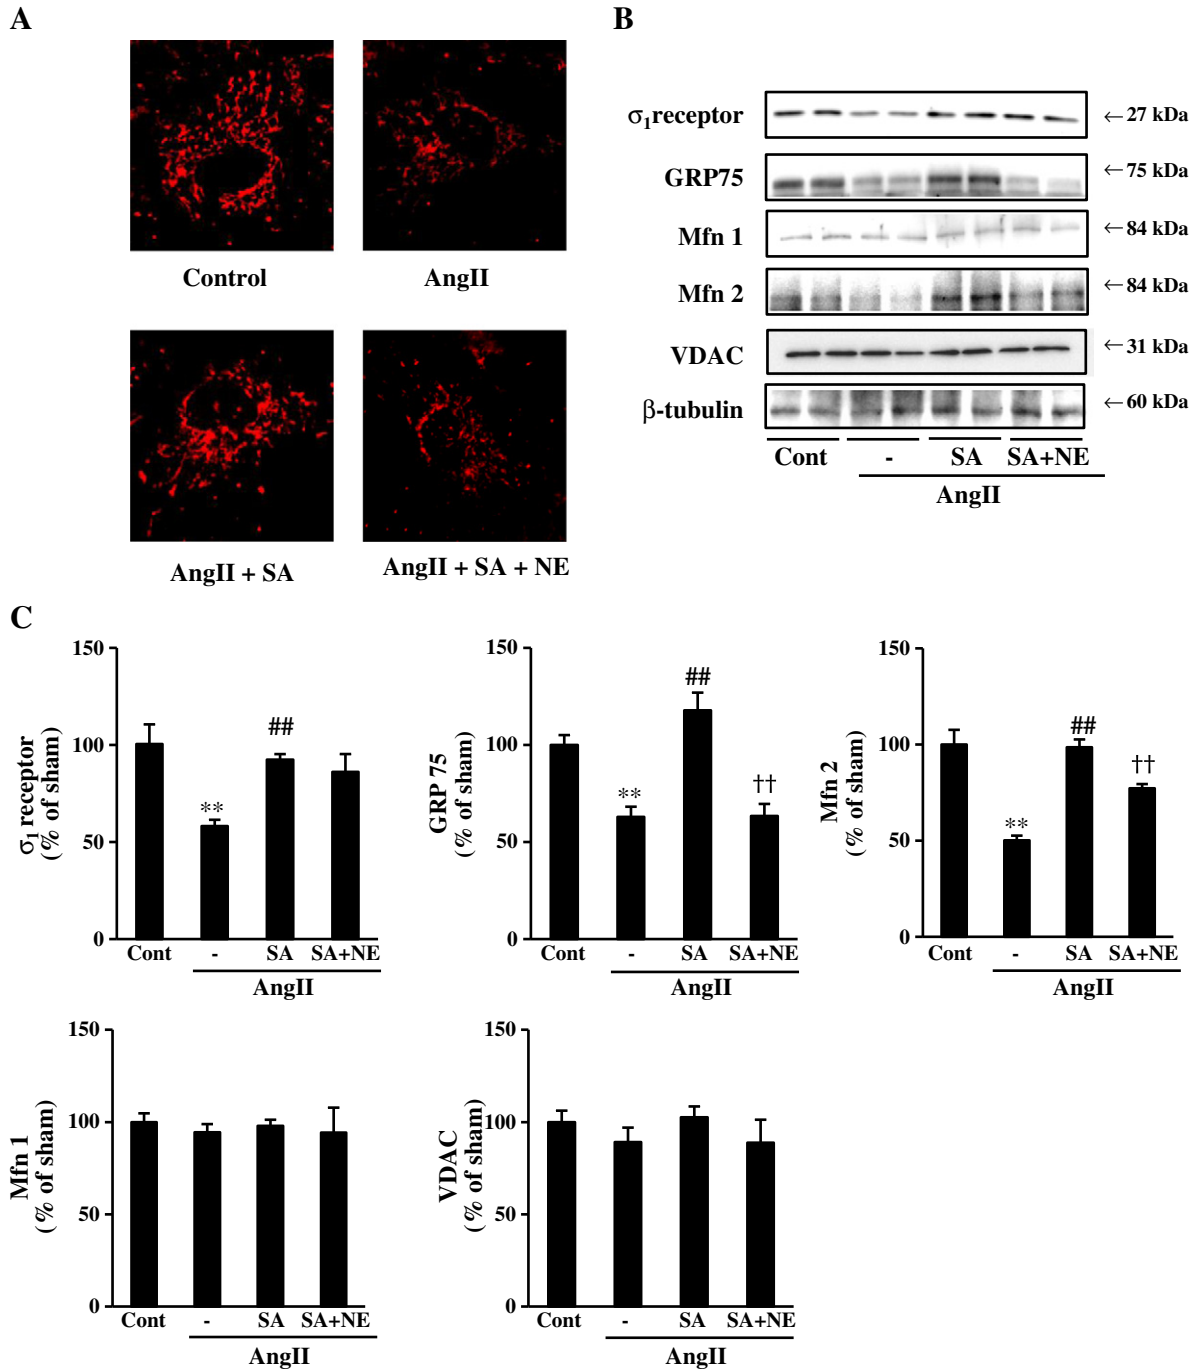 A
Control
AngII
AngII + SA
AngII + SA + NE
B
σ1receptor
←27 kDa
GRP75
←75 kDa
Mfn 1
←84 kDa
Mfn 2
←84 kDa
VDAC
←31 kDa
β-tubulin
←60 kDa
Cont - SA SA+NE
AngII
C
σ1 receptor
(% of sham)
150
100
50
0
**
##
Cont - SA SA+NE
AngII
GRP 75
(% of sham)
150
100
50
0
**
##
††
Cont - SA SA+NE
AngII
Mfn 2
(% of sham)
150
100
50
0
**
##
††
Cont - SA SA+NE
AngII
Mfn 1
(% of sham)
150
100
50
0
Cont - SA SA+NE
AngII
VDAC
(% of sham)
150
100
50
0
Cont - SA SA+NE
AngII